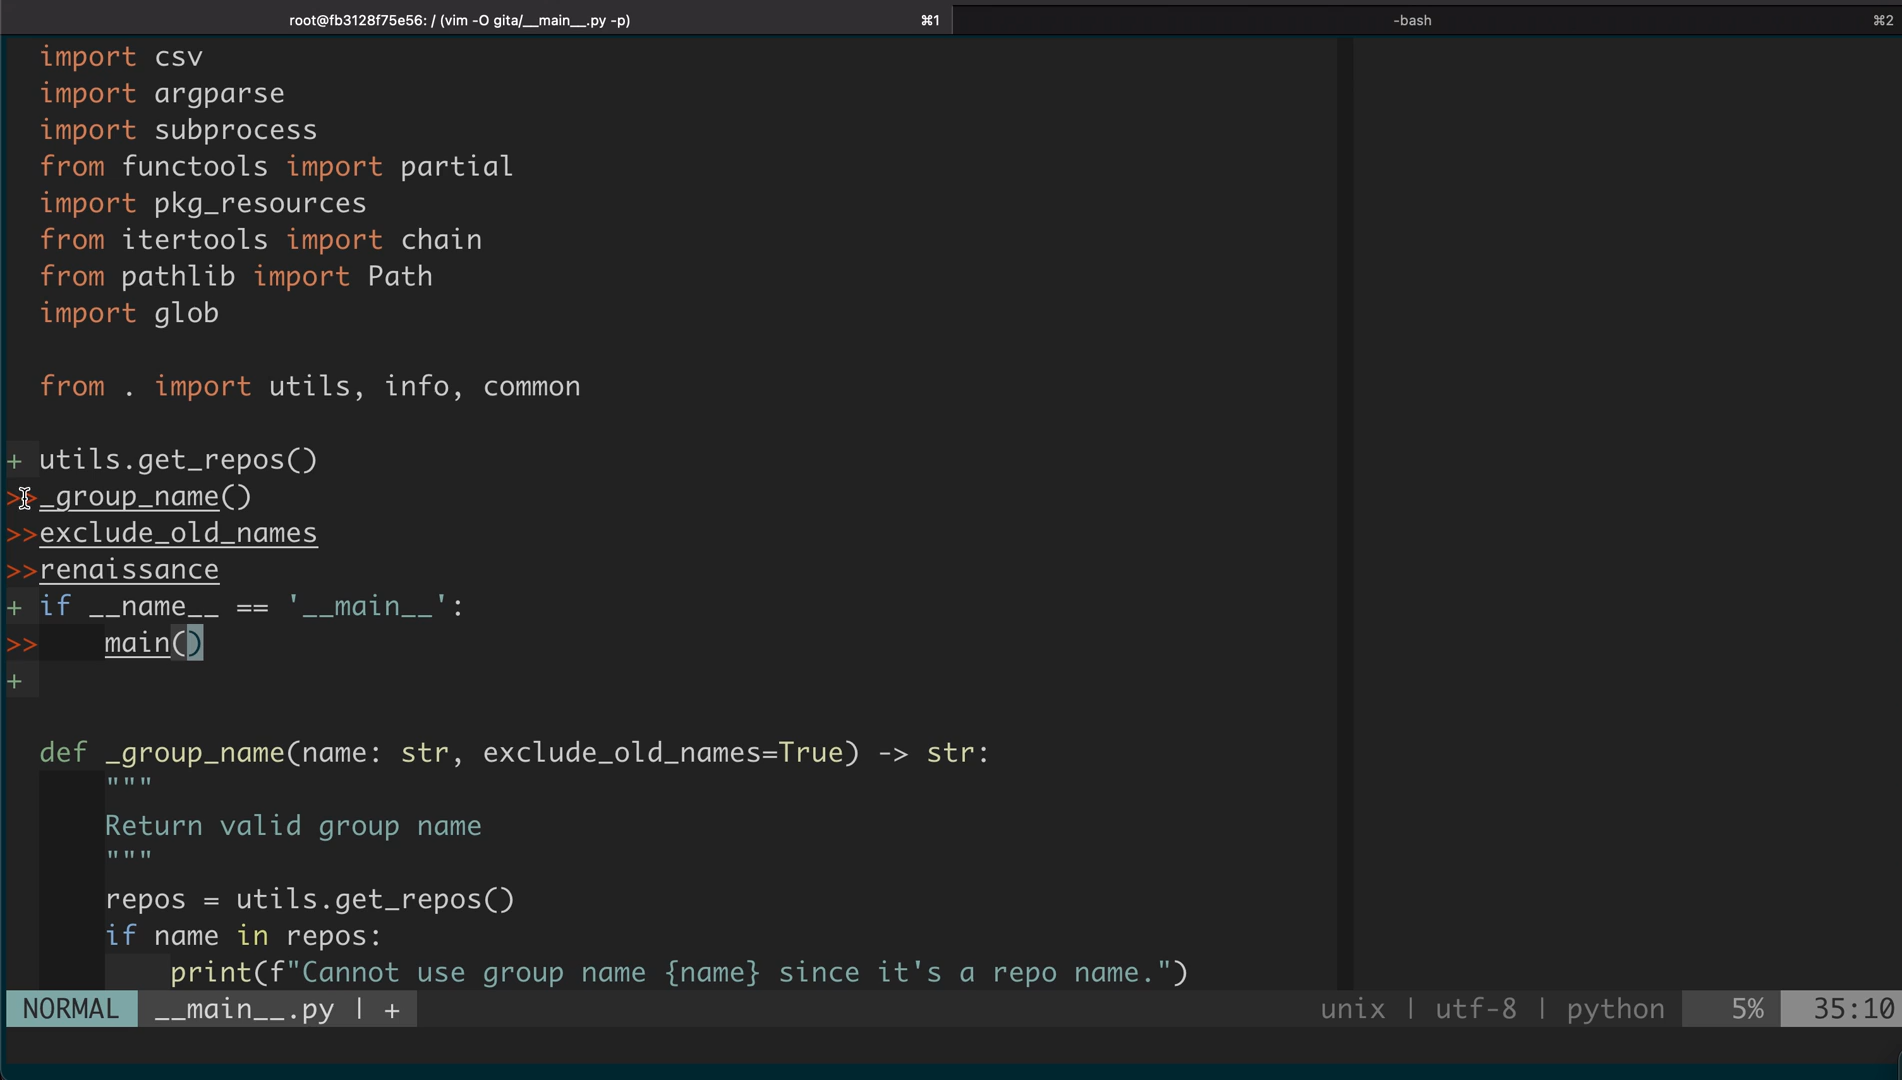 root@fb3128f75e56: / (vim -O gita/__main__.py -p) ⌘1 -bash ⌘2
import csv
import argparse
import subprocess
from functools import partial
import pkg_resources
from itertools import chain
from pathlib import Path
import glob
from . import utils, info, common
+ utils.get_repos()
>>_group_name()
>>exclude_old_names
>>renaissance
+ if __name__ == '__main__':
>>    main()
+
def _group_name(name: str, exclude_old_names=True) -> str:
    """
    Return valid group name
    """
    repos = utils.get_repos()
    if name in repos:
        print(f"Cannot use group name {name} since it's a repo name.")
NORMAL __main__.py | + unix | utf-8 | python 5% 35:10